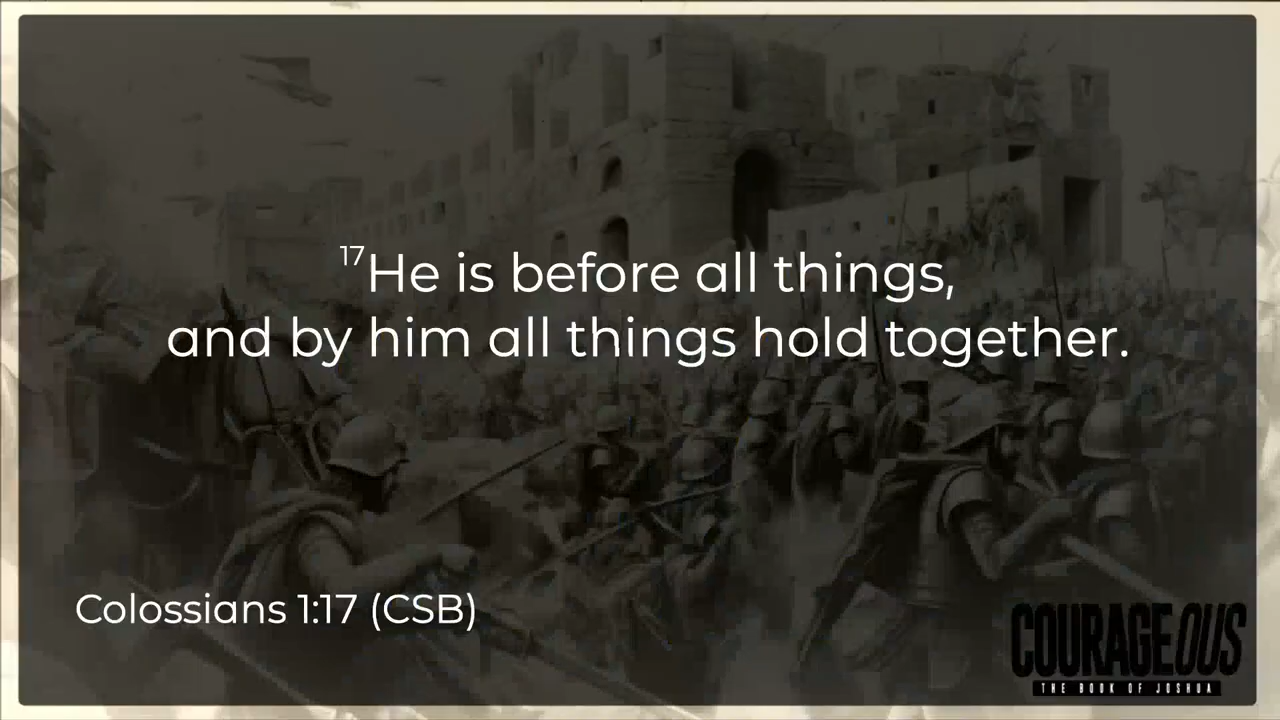 17He is before all things,
and by him all things hold together.
Colossians 1:17 (CSB)
COURAGEOUS
THE BOOK OF JOSHUA